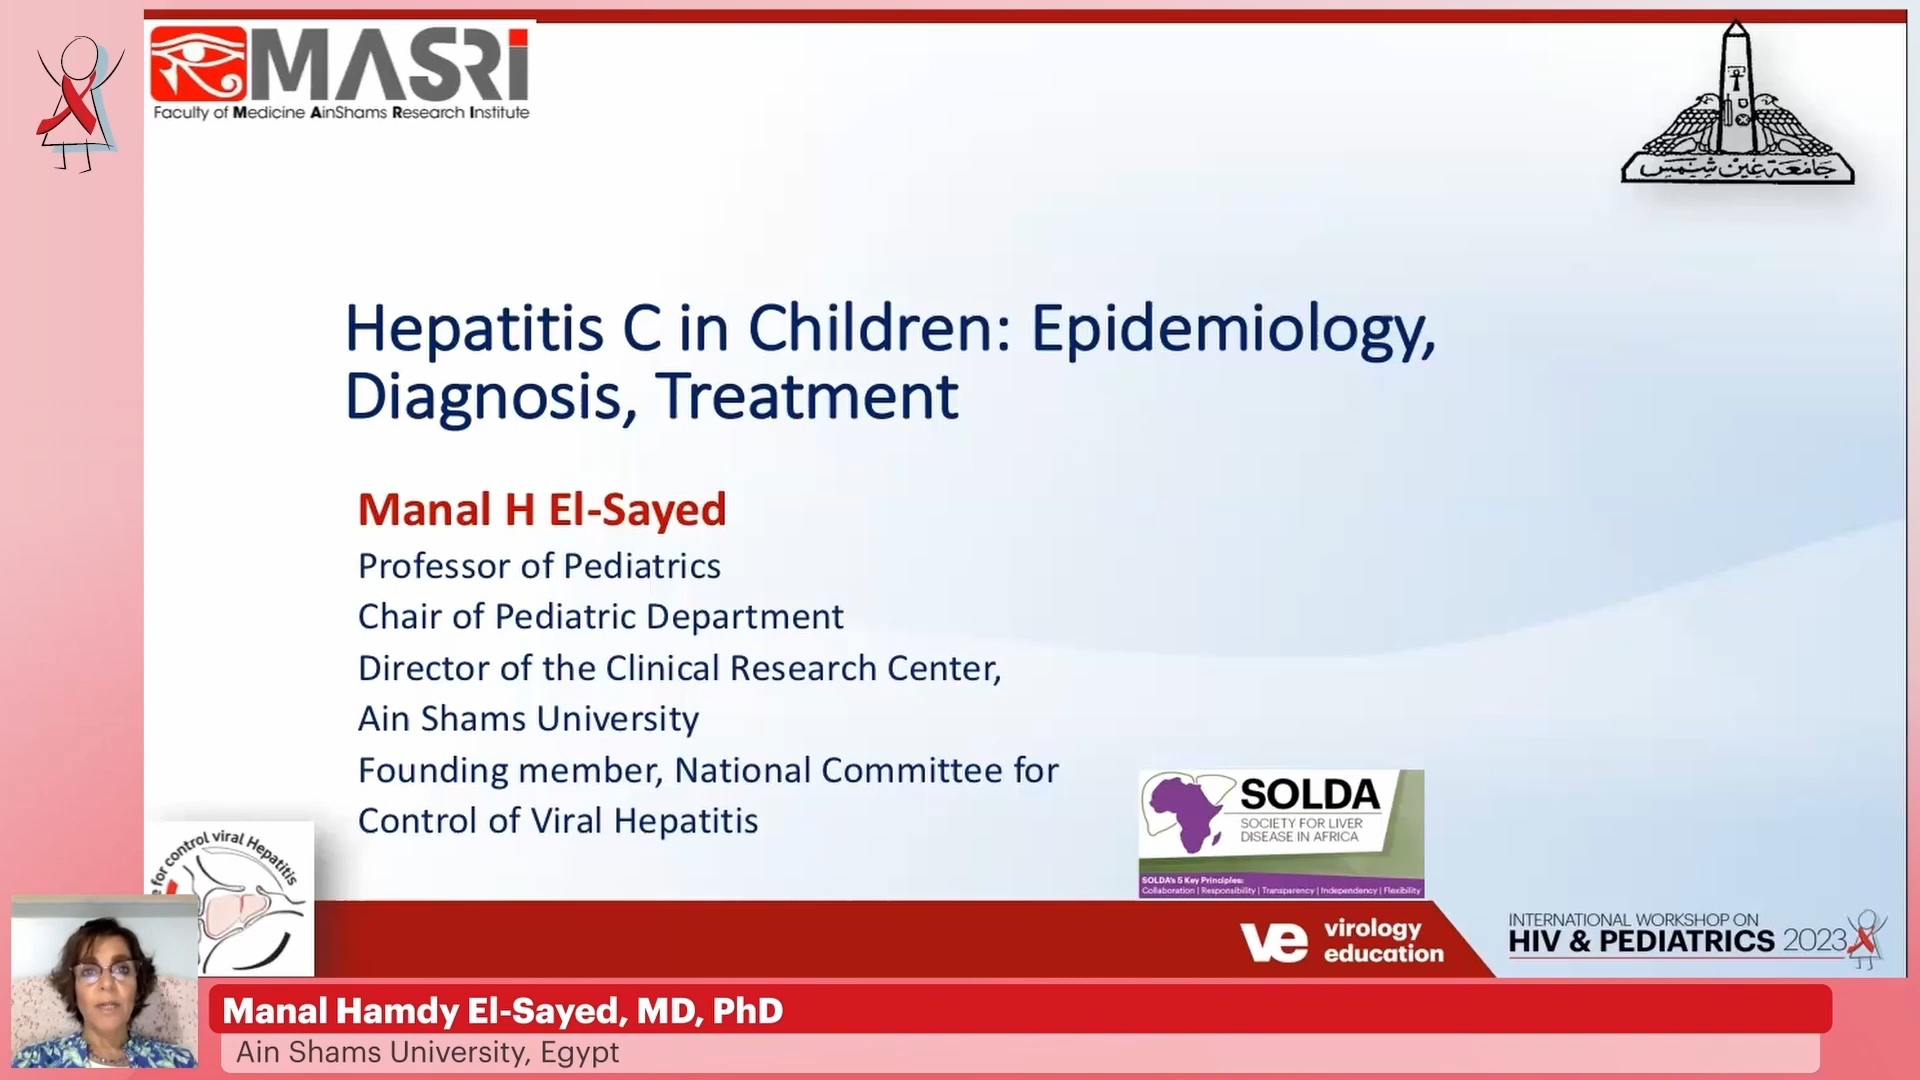 MASRi
Faculty of Medicine AinShams Research Institute
جامعة عين شمس
Hepatitis C in Children: Epidemiology,
Diagnosis, Treatment
Manal H El-Sayed
Professor of Pediatrics
Chair of Pediatric Department
Director of the Clinical Research Center,
Ain Shams University
Founding member, National Committee for
Control of Viral Hepatitis
SOLDA
SOCIETY FOR LIVER
DISEASE IN AFRICA
SOLDA's 5 Key Principles:
Collaboration | Responsibility | Transparency | Independency | Flexibility
for control viral Hepatitis
ve virology
education
INTERNATIONAL WORKSHOP ON
HIV & PEDIATRICS 2023
Manal Hamdy El-Sayed, MD, PhD
Ain Shams University, Egypt